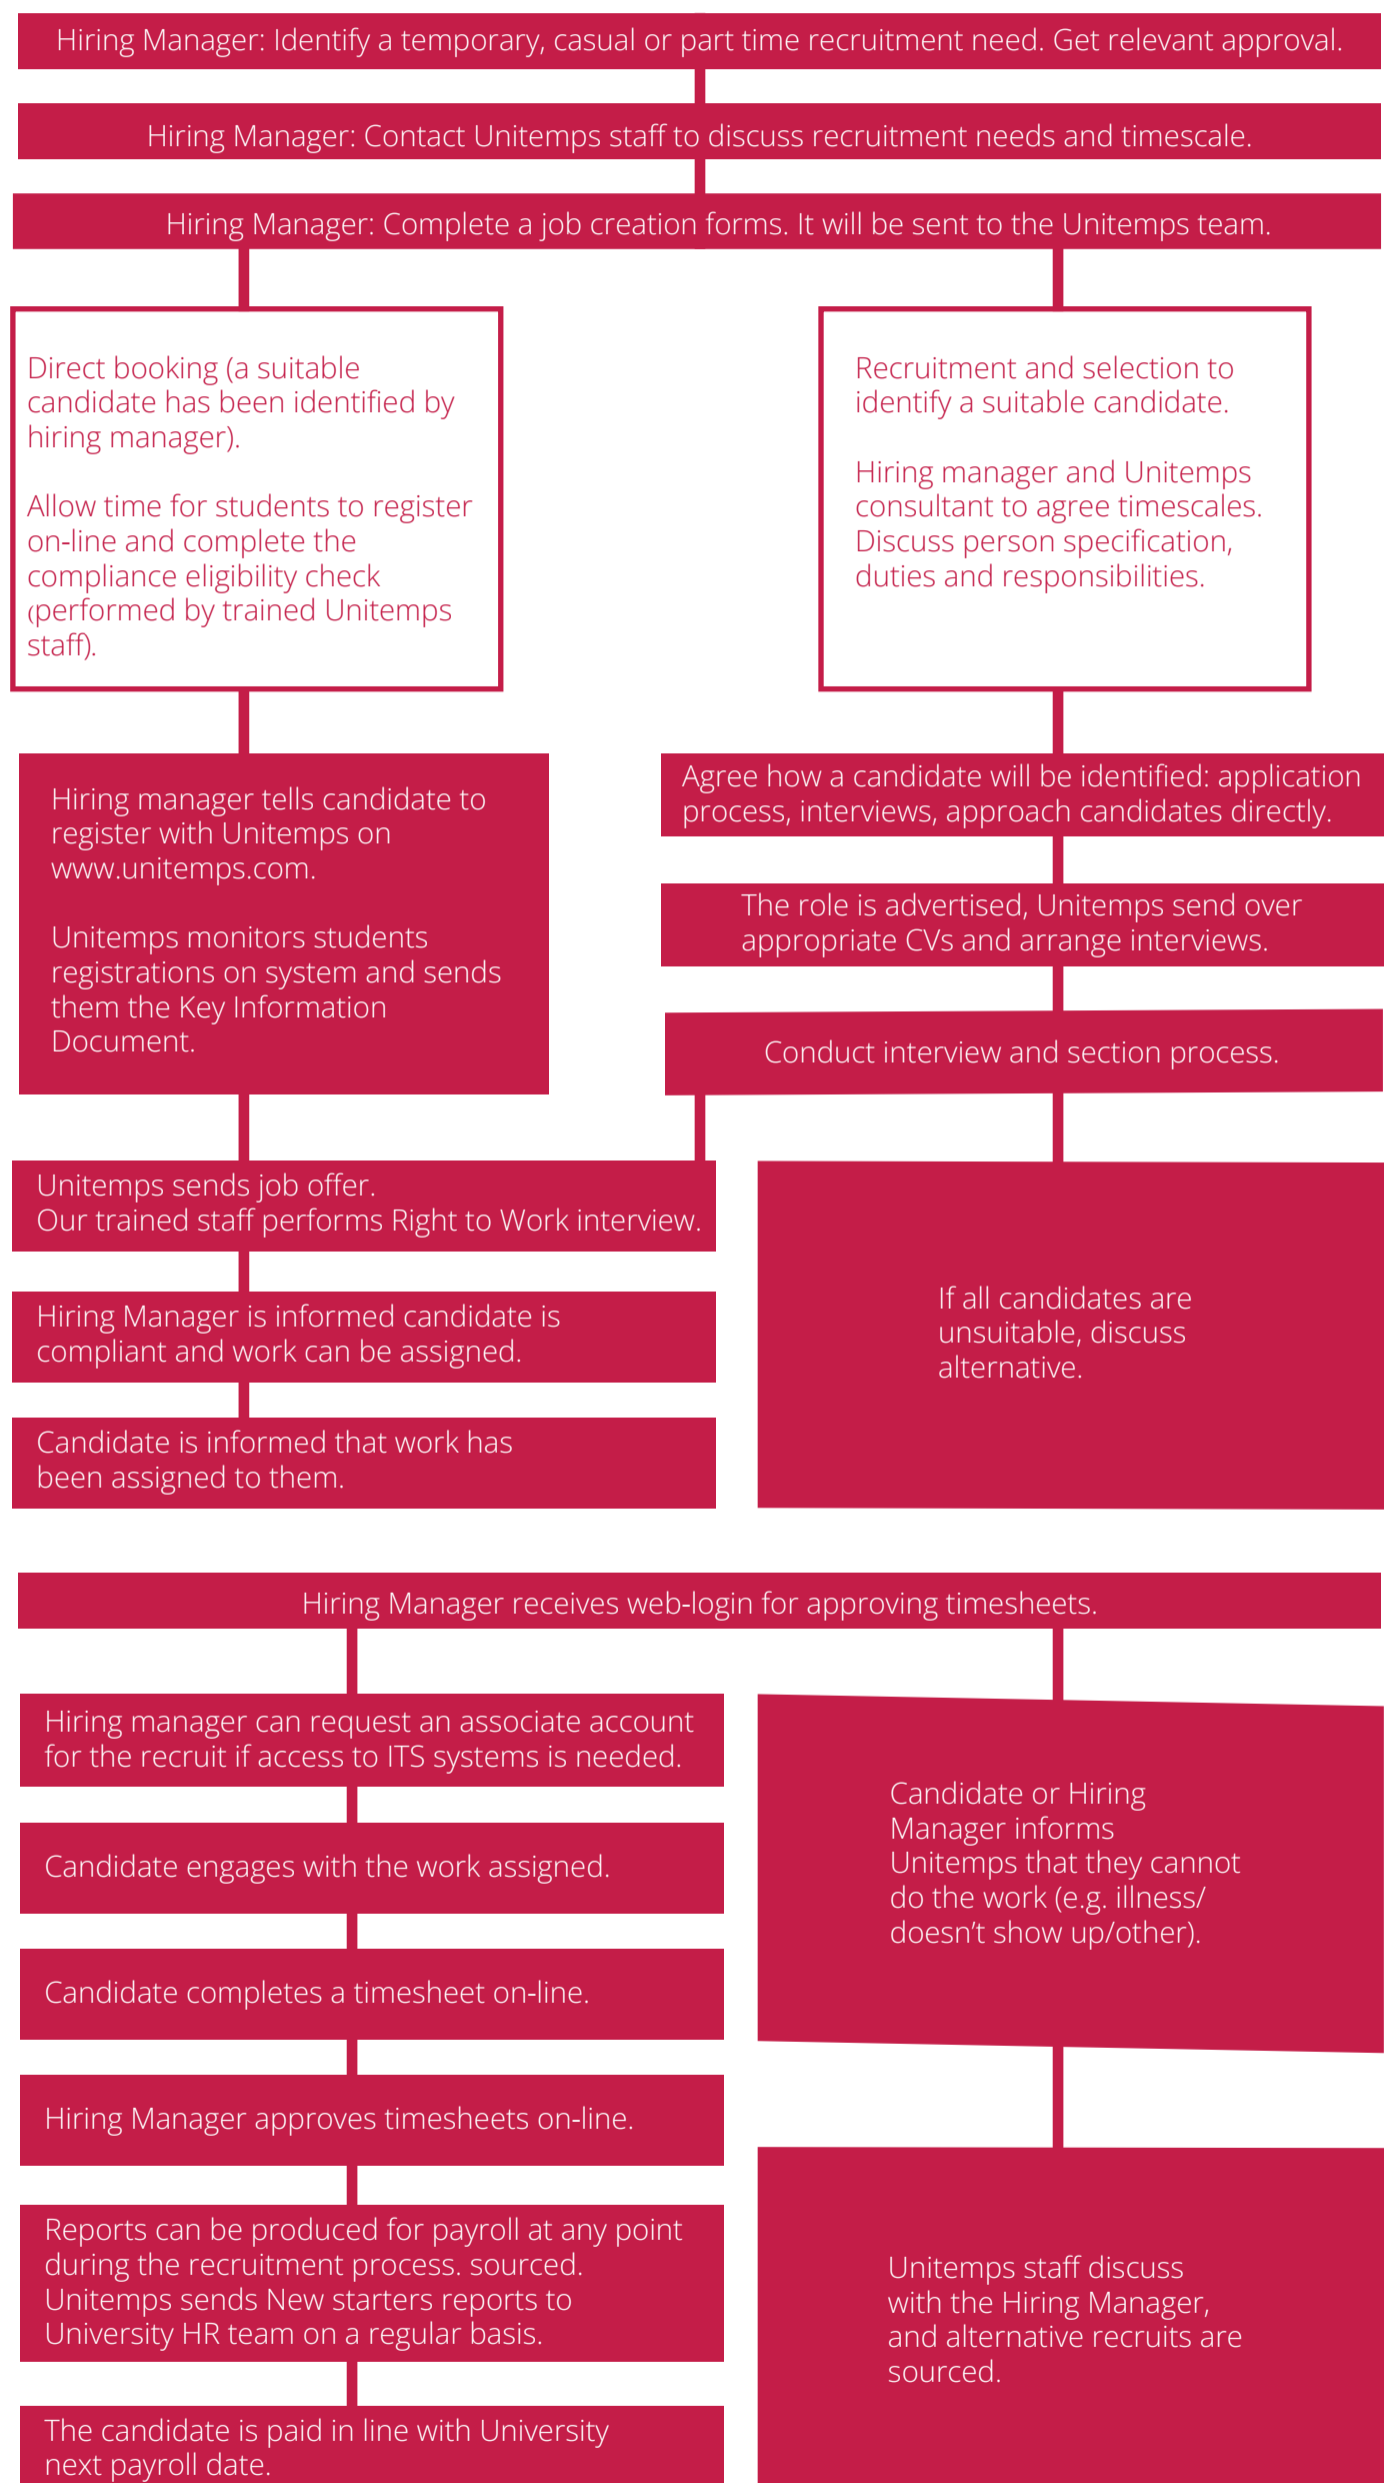 Hiring Manager: Identify a temporary, casual or part time recruitment need. Get relevant approval.
Hiring Manager: Contact Unitemps staff to discuss recruitment needs and timescale.
Hiring Manager: Complete a job creation forms. It will be sent to the Unitemps team.
Direct booking (a suitable
candidate has been identified by
hiring manager).
Allow time for students to register
on-line and complete the
compliance eligibility check
(performed by trained Unitemps
staff).
Recruitment and selection to
identify a suitable candidate.
Hiring manager and Unitemps
consultant to agree timescales.
Discuss person specification,
duties and responsibilities.
Hiring manager tells candidate to
register with Unitemps on
www.unitemps.com.
Unitemps monitors students
registrations on system and sends
them the Key Information
Document.
Agree how a candidate will be identified: application
process, interviews, approach candidates directly.
The role is advertised, Unitemps send over
appropriate CVs and arrange interviews.
Conduct interview and section process.
Unitemps sends job offer.
Our trained staff performs Right to Work interview.
Hiring Manager is informed candidate is
compliant and work can be assigned.
Candidate is informed that work has
been assigned to them.
If all candidates are
unsuitable, discuss
alternative.
Hiring Manager receives web-login for approving timesheets.
Hiring manager can request an associate account
for the recruit if access to ITS systems is needed.
Candidate engages with the work assigned.
Candidate completes a timesheet on-line.
Hiring Manager approves timesheets on-line.
Reports can be produced for payroll at any point
during the recruitment process. sourced.
Unitemps sends New starters reports to
University HR team on a regular basis.
The candidate is paid in line with University
next payroll date.
Candidate or Hiring
Manager informs
Unitemps that they cannot
do the work (e.g. illness/
doesn't show up/other).
Unitemps staff discuss
with the Hiring Manager,
and alternative recruits are
sourced.